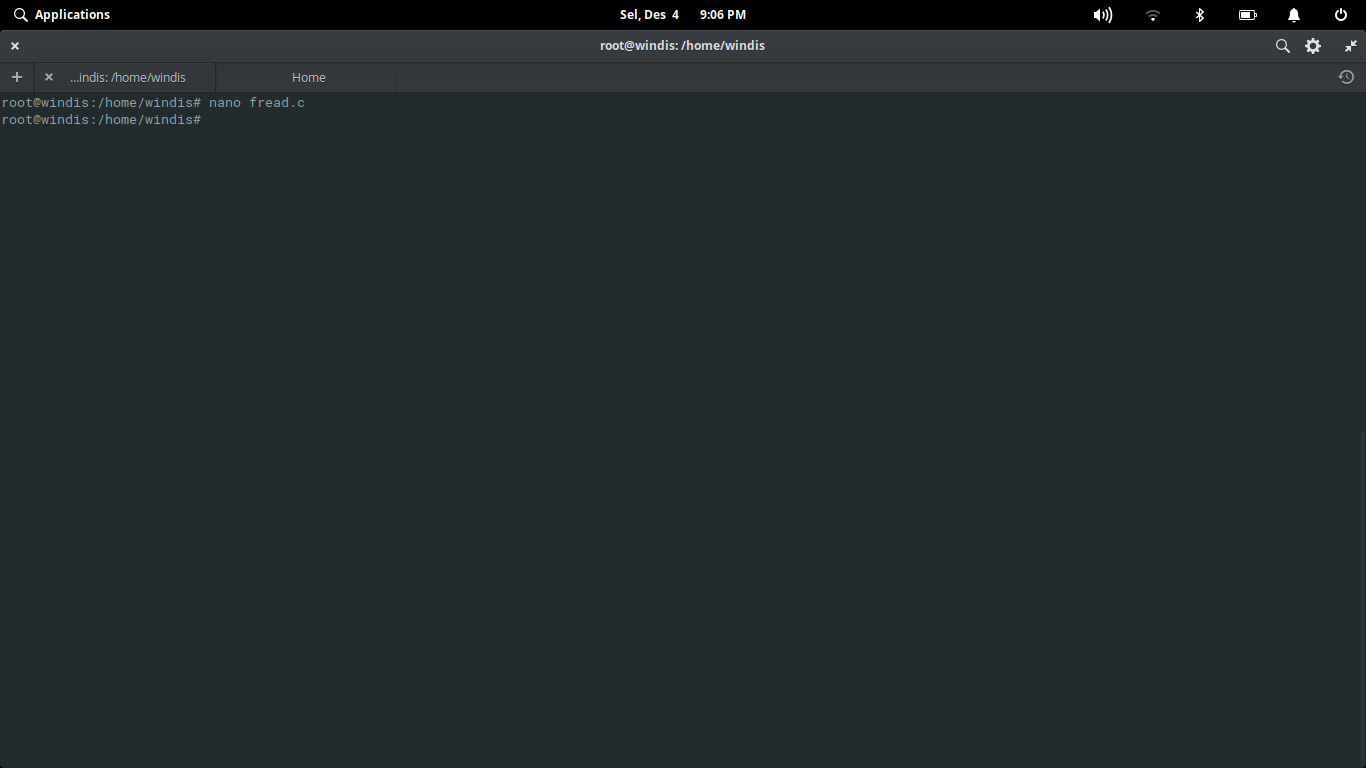 Applications
Sel, Des 4 9:06 PM
root@windis: /home/windis
...indis: /home/windis
Home
root@windis:/home/windis# nano fread.c
root@windis:/home/windis#